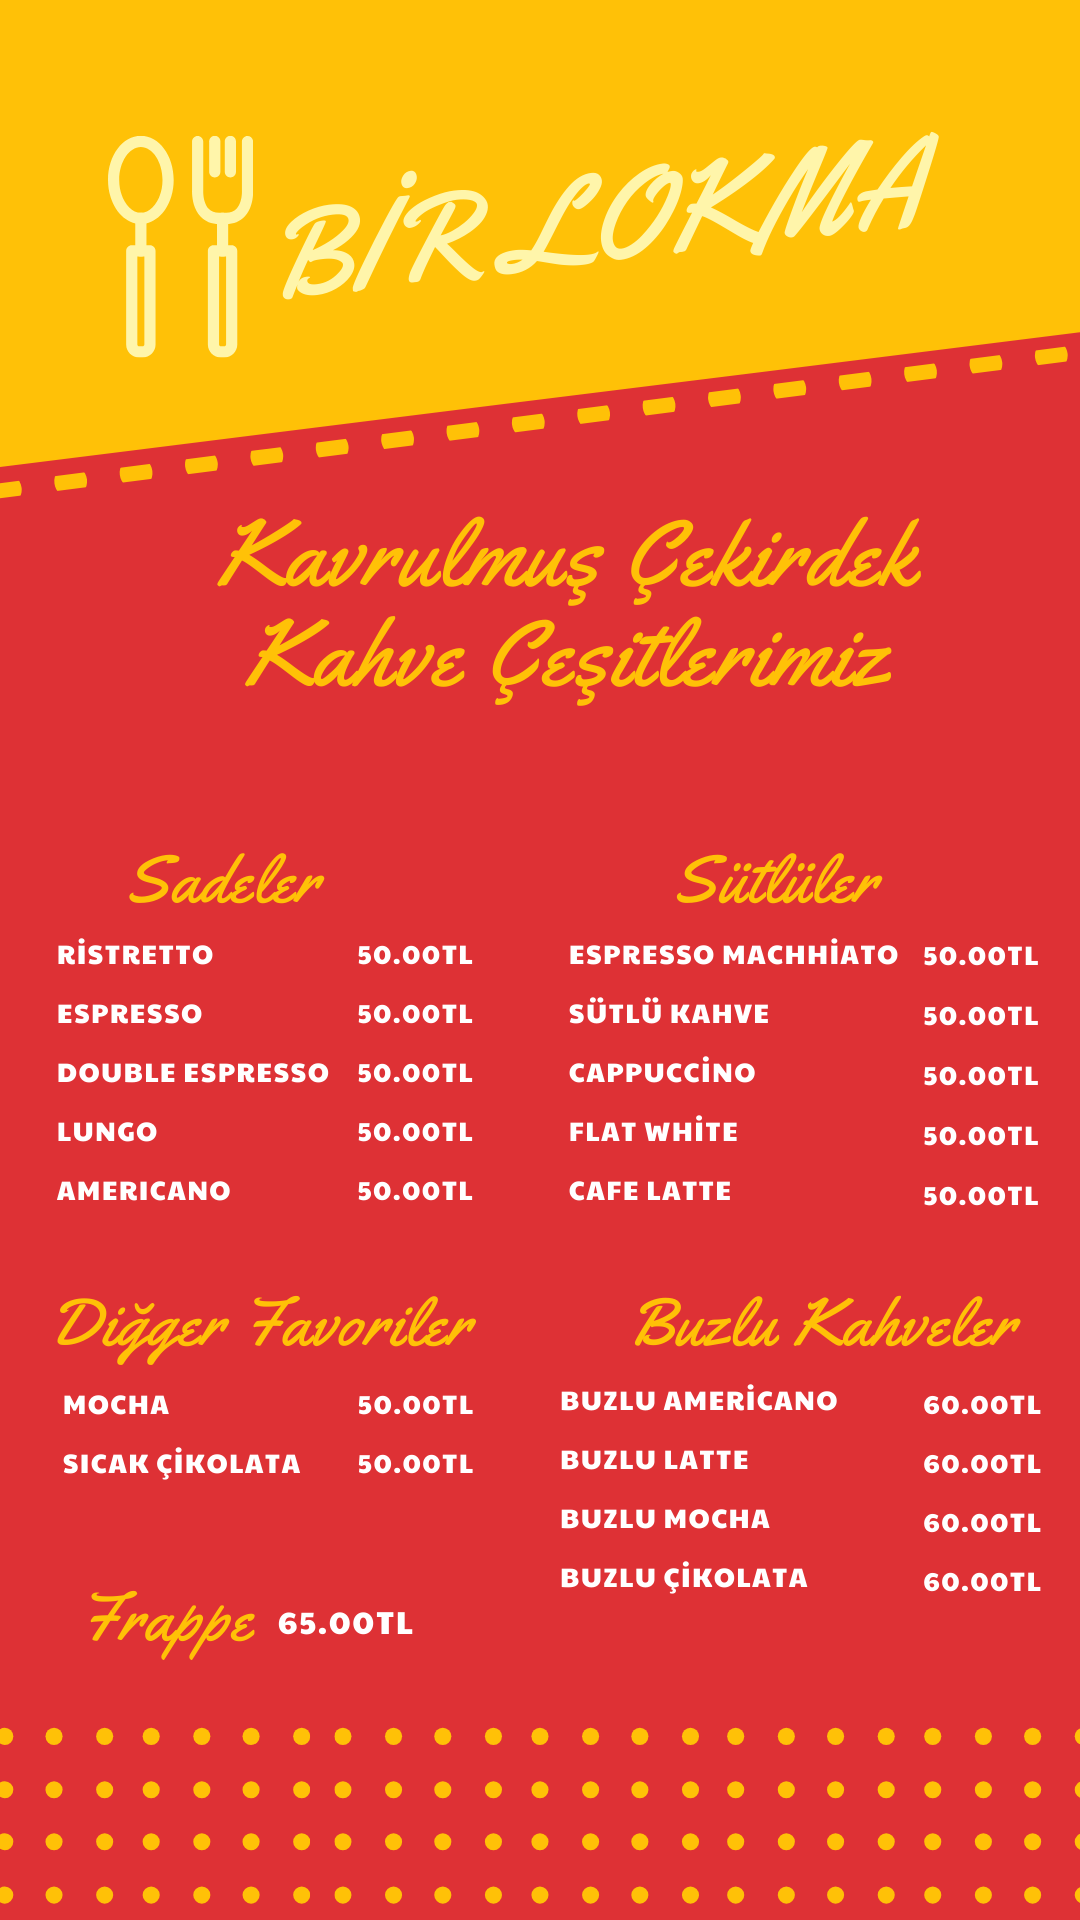 BİR LOKMA
Kavrulmuş Çekirdek
Kahve Çeşitlerimiz
Sadeler
RİSTRETTO 50.00TL
ESPRESSO 50.00TL
DOUBLE ESPRESSO 50.00TL
LUNGO 50.00TL
AMERICANO 50.00TL
Sütlüler
ESPRESSO MACHHİATO 50.00TL
SÜTLÜ KAHVE 50.00TL
CAPPUCCİNO 50.00TL
FLAT WHİTE 50.00TL
CAFE LATTE 50.00TL
Diğger Favoriler
MOCHA 50.00TL
SICAK ÇİKOLATA 50.00TL
Buzlu Kahveler
BUZLU AMERİCANO 60.00TL
BUZLU LATTE 60.00TL
BUZLU MOCHA 60.00TL
BUZLU ÇİKOLATA 60.00TL
Frappe 65.00TL